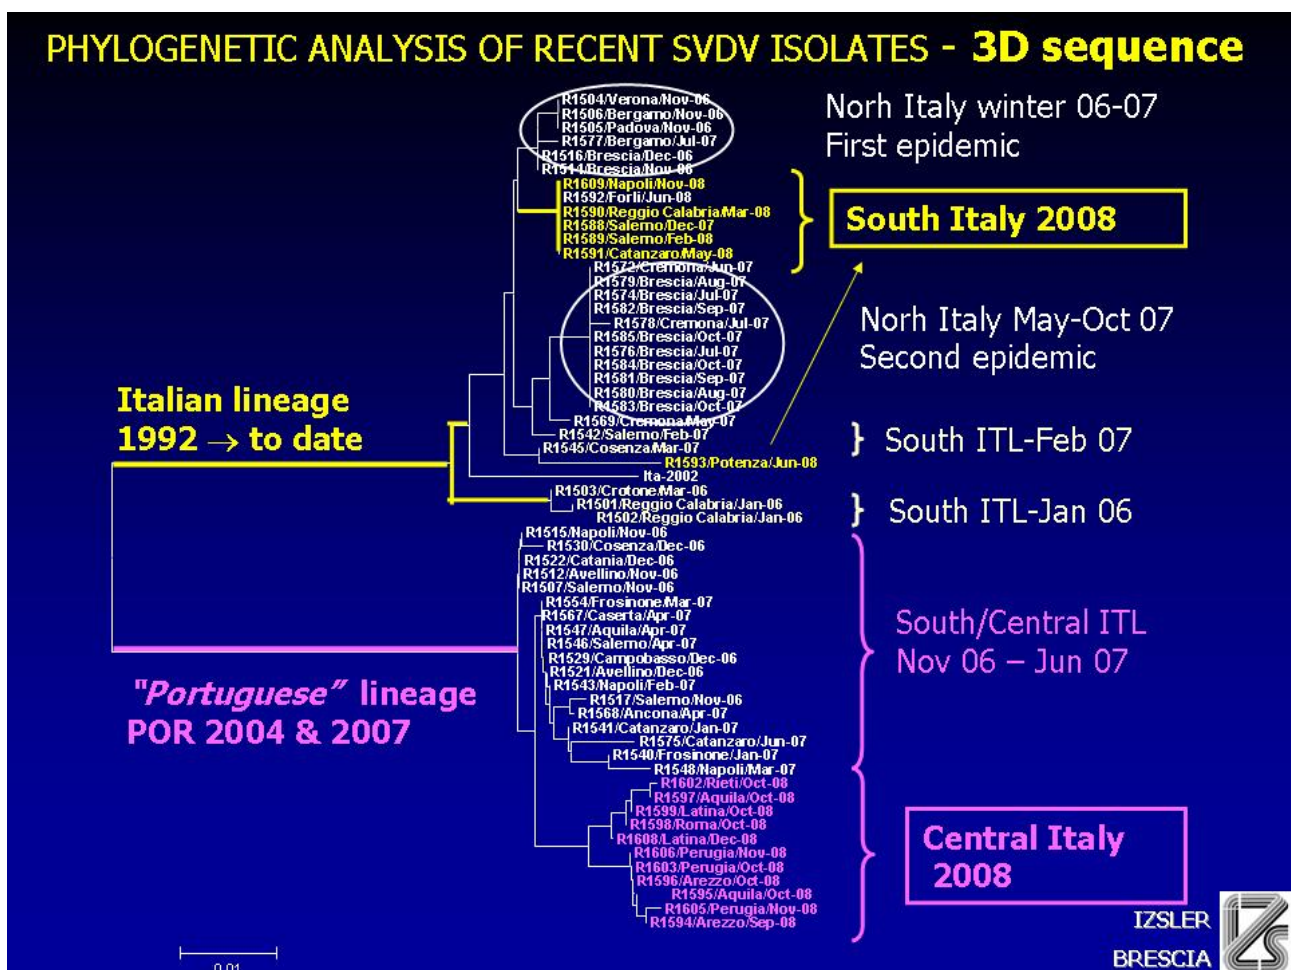 PHYLOGENETIC ANALYSIS OF RECENT SVDV ISOLATES - 3D sequence
R1504/Verona/Nov-06
R1506/Bergamo/Nov-06
R1505/Padova/Nov-06
R1577/Bergamo/Jul-07
R1516/Brescia/Dec-06
R1514/Brescia/Nov-06
Norh Italy winter 06-07
First epidemic
R1609/Napoli/Nov-08
R1592/Forli/Jun-08
R1590/Reggio Calabria/Mar-08
R1588/Salerno/Dec-07
R1589/Salerno/Feb-08
R1591/Catanzaro/May-08
South Italy 2008
R1572/Cremona/Jun-07
R1579/Brescia/Aug-07
R1574/Brescia/Jul-07
R1582/Brescia/Sep-07
R1578/Cremona/Jul-07
R1585/Brescia/Oct-07
R1576/Brescia/Jul-07
R1584/Brescia/Oct-07
R1581/Brescia/Sep-07
R1580/Brescia/Aug-07
R1583/Brescia/Oct-07
Norh Italy May-Oct 07
Second epidemic
R1569/Cremona/May-07
R1542/Salerno/Feb-07
R1545/Cosenza/Mar-07
R1593/Potenza/Jun-08
South ITL-Feb 07
Italian lineage
1992 → to date
Ita-2002
R1503/Crotone/Mar-06
R1501/Reggio Calabria/Jan-06
R1502/Reggio Calabria/Jan-06
South ITL-Jan 06
R1515/Napoli/Nov-06
R1530/Cosenza/Dec-06
R1522/Catania/Dec-06
R1512/Avellino/Nov-06
R1507/Salerno/Nov-06
R1554/Frosinone/Mar-07
R1567/Caserta/Apr-07
R1547/Aquila/Apr-07
R1546/Salerno/Apr-07
R1529/Campobasso/Dec-06
R1521/Avellino/Dec-06
R1543/Napoli/Feb-07
R1517/Salerno/Nov-06
R1568/Ancona/Apr-07
R1541/Catanzaro/Jan-07
R1575/Catanzaro/Jun-07
R1540/Frosinone/Jan-07
R1548/Napoli/Mar-07
South/Central ITL
Nov 06 – Jun 07
"Portuguese" lineage
POR 2004 & 2007
R1602/Rieti/Oct-08
R1597/Aquila/Oct-08
R1599/Latina/Oct-08
R1598/Roma/Oct-08
R1608/Latina/Dec-08
R1606/Perugia/Nov-08
R1603/Perugia/Oct-08
R1596/Arezzo/Oct-08
R1595/Aquila/Oct-08
R1605/Perugia/Nov-08
R1594/Arezzo/Sep-08
Central Italy
2008
0.01
IZSLER
BRESCIA